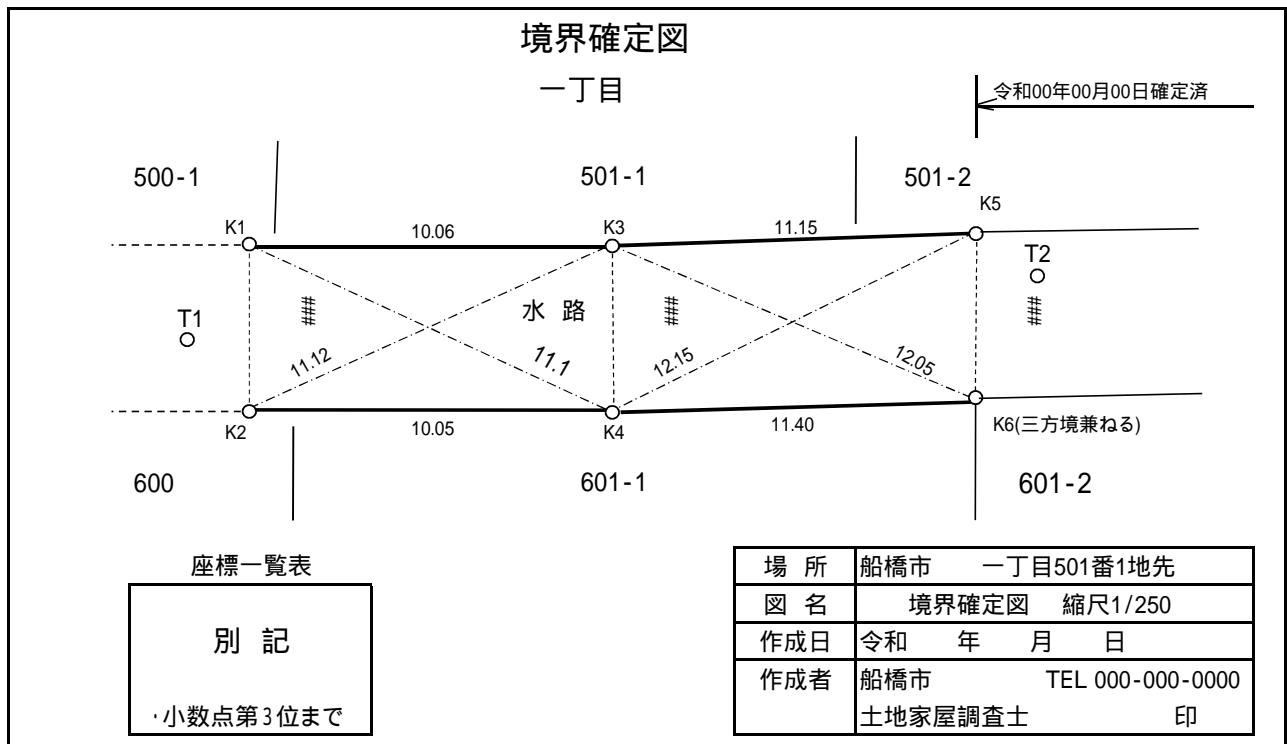 境界確定図
一丁目
令和00年00月00日確定済
500-1
501-1
501-2
K1
10.06
K3
11.15
K5
T1
##
水 路
##
T2
##
11.12
11.1
12.15
12.05
K2
10.05
K4
11.40
K6(三方境兼ねる)
600
601-1
601-2
座標一覧表
別 記
・小数点第3位まで
場 所 船橋市 一丁目501番1地先
図 名 境界確定図 縮尺1/250
作成日 令和 年 月 日
作成者 船橋市 TEL 000-000-0000
土地家屋調査士 印